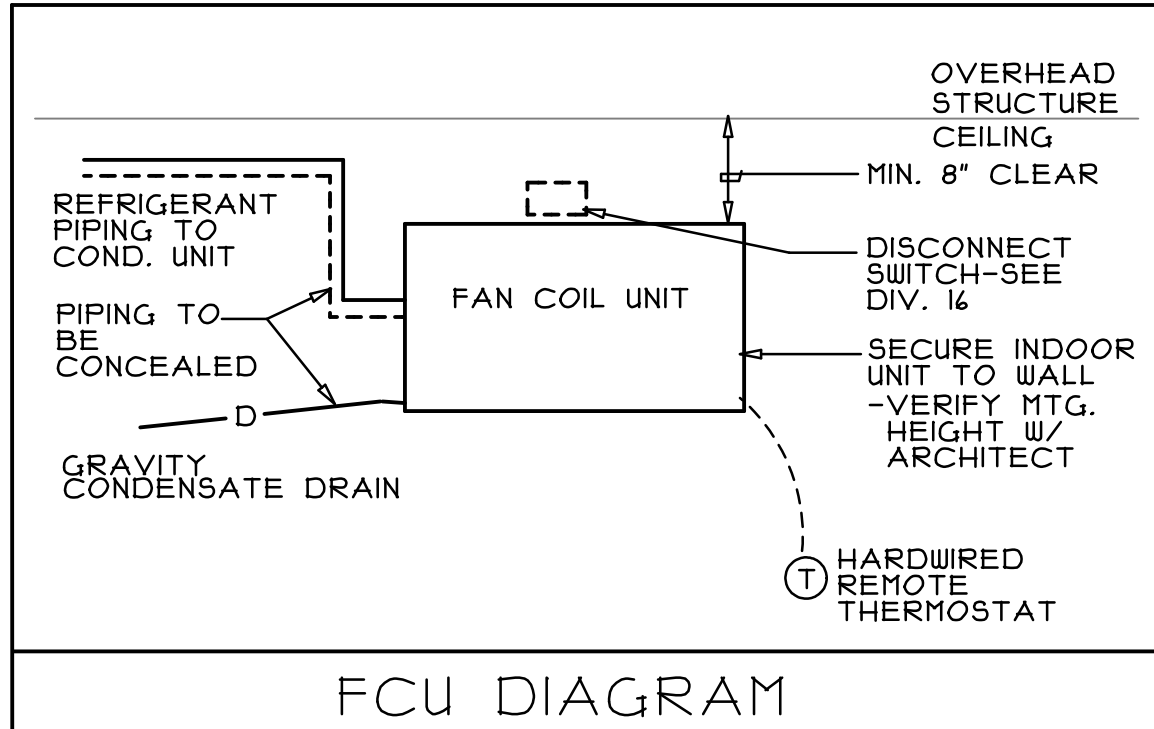 OVERHEAD
STRUCTURE
CEILING
MIN. 8" CLEAR
REFRIGERANT
PIPING TO
COND. UNIT
DISCONNECT
SWITCH-SEE
DIV. 16
FAN COIL UNIT
PIPING TO
BE
CONCEALED
SECURE INDOOR
UNIT TO WALL
-VERIFY MTG.
HEIGHT W/
ARCHITECT
D
GRAVITY
CONDENSATE DRAIN
T
HARDWIRED
REMOTE
THERMOSTAT
FCU DIAGRAM